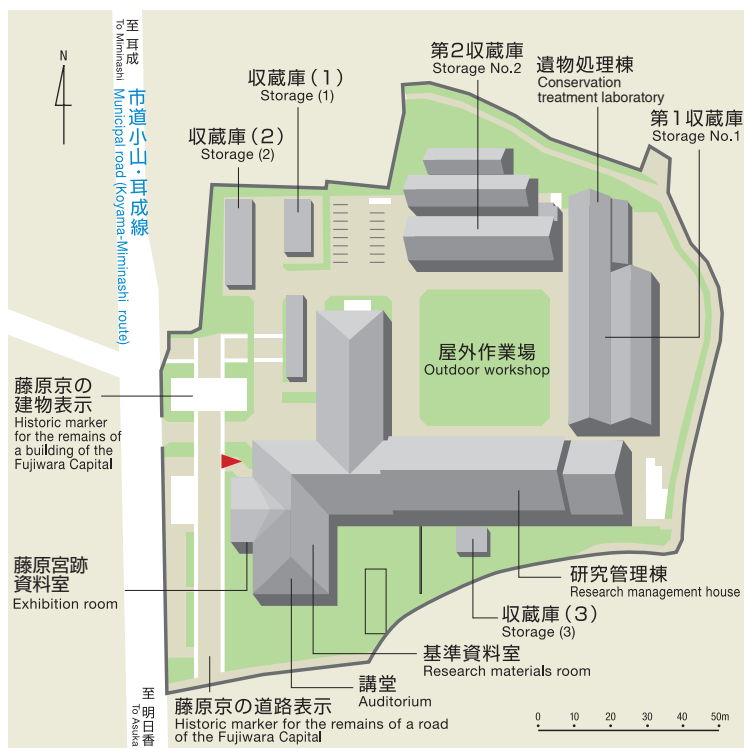 至 耳成
To Miminashi
市道小山・耳成線
Municipal road (Koyama-Miminashi route)
N
収蔵庫(1)
Storage (1)
収蔵庫(2)
Storage (2)
第2収蔵庫
Storage No.2
遺物処理棟
Conservation
treatment laboratory
第1収蔵庫
Storage No.1
屋外作業場
Outdoor workshop
藤原京の
建物表示
Historic marker
for the remains of
a building of the
Fujiwara Capital
藤原宮跡
資料室
Exhibition room
研究管理棟
Research management house
収蔵庫(3)
Storage (3)
基準資料室
Research materials room
講堂
Auditorium
藤原京の道路表示
Historic marker for the remains of a road
of the Fujiwara Capital
至 明日香
To Asuka
0 10 20 30 40 50m